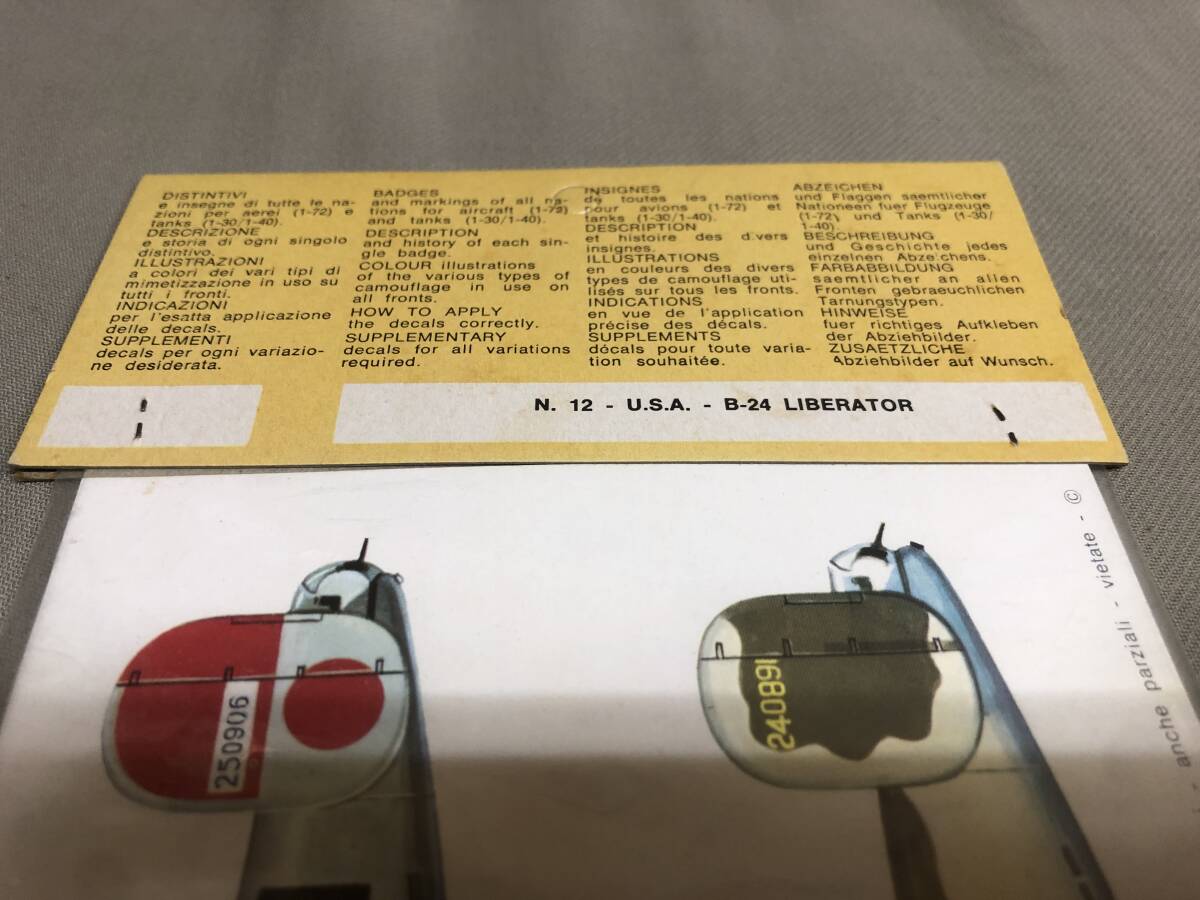 DISTINTIVI
e insegne di tutte le na-
zioni per aerei (1-72) e
tanks (1-30/1-40).
DESCRIZIONE
e storia di ogni singolo
distintivo.
ILLUSTRAZIONI
a colori dei vari tipi di
mimetizzazione in uso su
tutti i fronti.
INDICAZIONI
per l'esatta applicazione
delle decals.
SUPPLEMENTI
decals per ogni variazio-
ne desiderata.
BADGES
and markings of all na-
tions for aircraft (1-72)
and tanks (1-30/1-40).
DESCRIPTION
and history of each sin-
gle badge.
COLOUR illustrations
of the various types of
camouflage in use on
all fronts.
HOW TO APPLY
the decals correctly.
SUPPLEMENTARY
decals for all variations
required.
INSIGNES
de toutes les nations
pour avions (1-72) et
tanks (1-30/1-40).
DESCRIPTION
et histoire des divers
insignes.
ILLUSTRATIONS
en couleurs des divers
types de camouflage uti-
lisés sur tous les fronts.
INDICATIONS
en vue de l'application
précise des décals.
SUPPLEMENTS
dócals pour toute varia-
tion souhaitée.
ABZEICHEN
und Flaggen saemtlicher
Nationeen fuer Flugzeuge
(1-72) und Tanks (1-30/
1-40).
BESCHREIBUNG
und Geschichte jedes
einzelnen Abzeichens.
FARBABBILDUNG
saemtlicher an allen
Fronten gebraeuchlichen
Tarnungstypen.
HINWEISE
fuer richtiges Aufkleben
der Abziehbilder.
ZUSAETZLICHE
Abziehbilder auf Wunsch.
N. 12 - U.S.A. - B-24 LIBERATOR
250906
240891
- anche parziali - vietate - ©